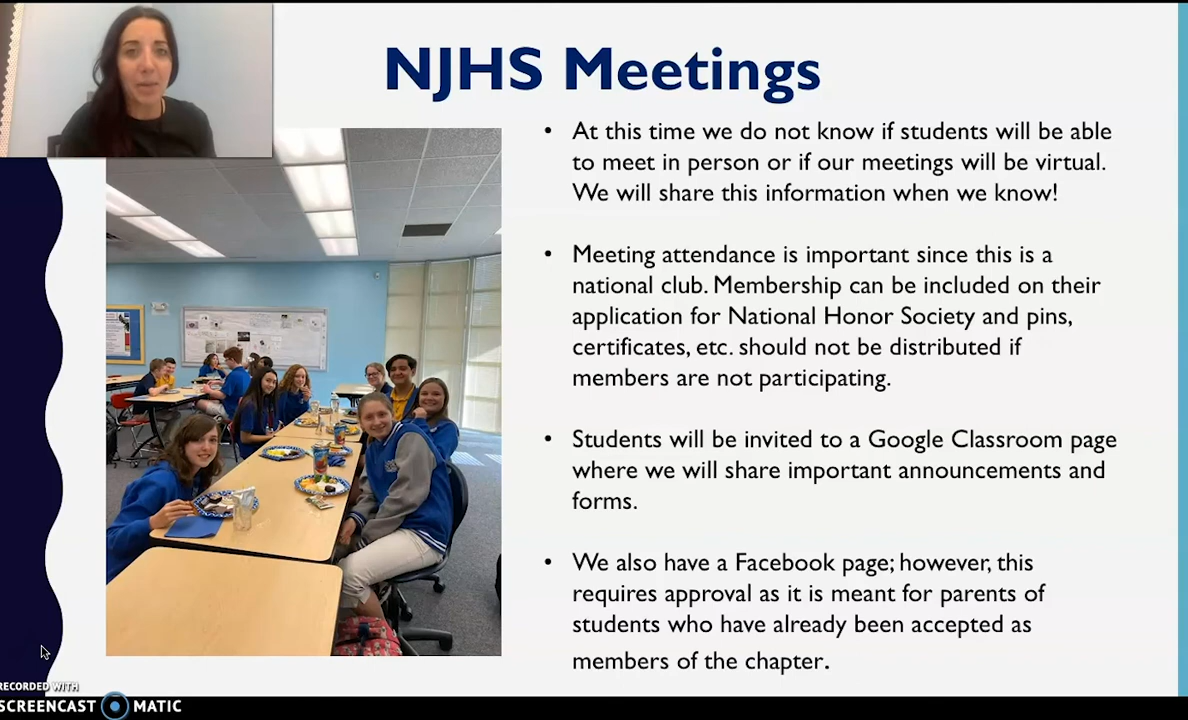 NJHS Meetings
• At this time we do not know if students will be able
to meet in person or if our meetings will be virtual.
We will share this information when we know!
• Meeting attendance is important since this is a
national club. Membership can be included on their
application for National Honor Society and pins,
certificates, etc. should not be distributed if
members are not participating.
• Students will be invited to a Google Classroom page
where we will share important announcements and
forms.
• We also have a Facebook page; however, this
requires approval as it is meant for parents of
students who have already been accepted as
members of the chapter.
RECORDED WITH
SCREENCAST MATIC